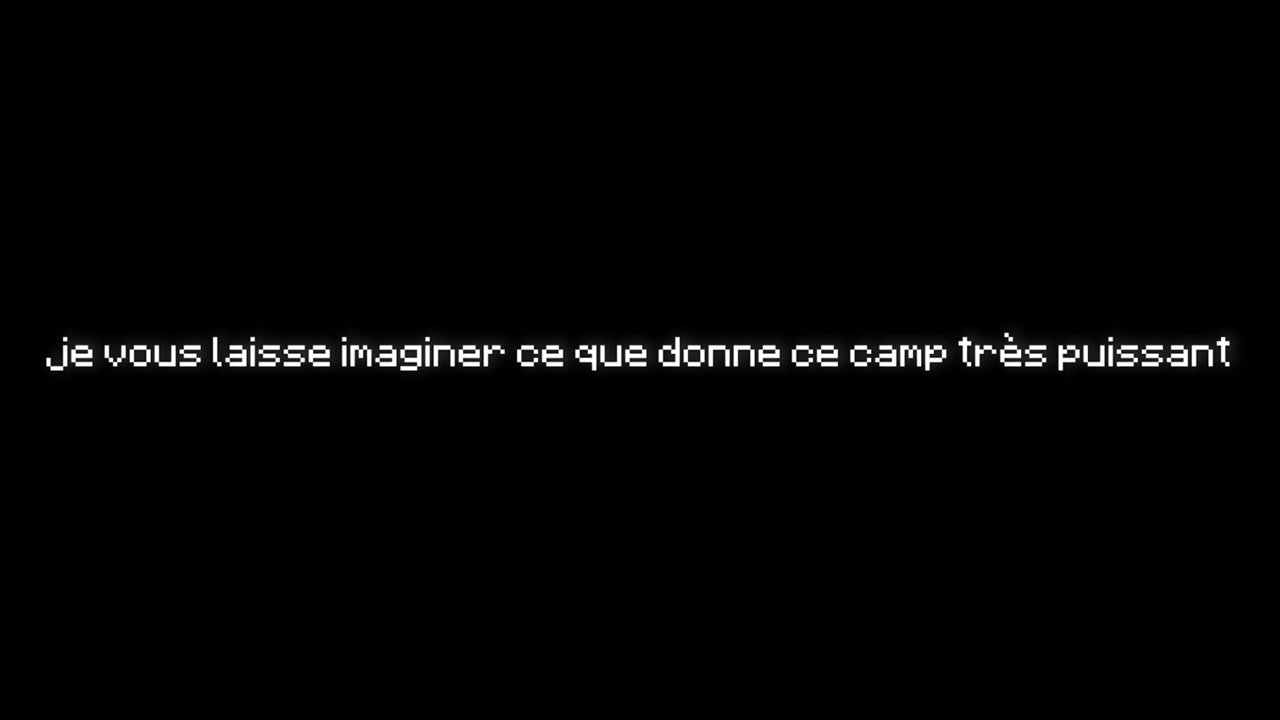 je vous laisse imaginer ce que donne ce camp très puissant